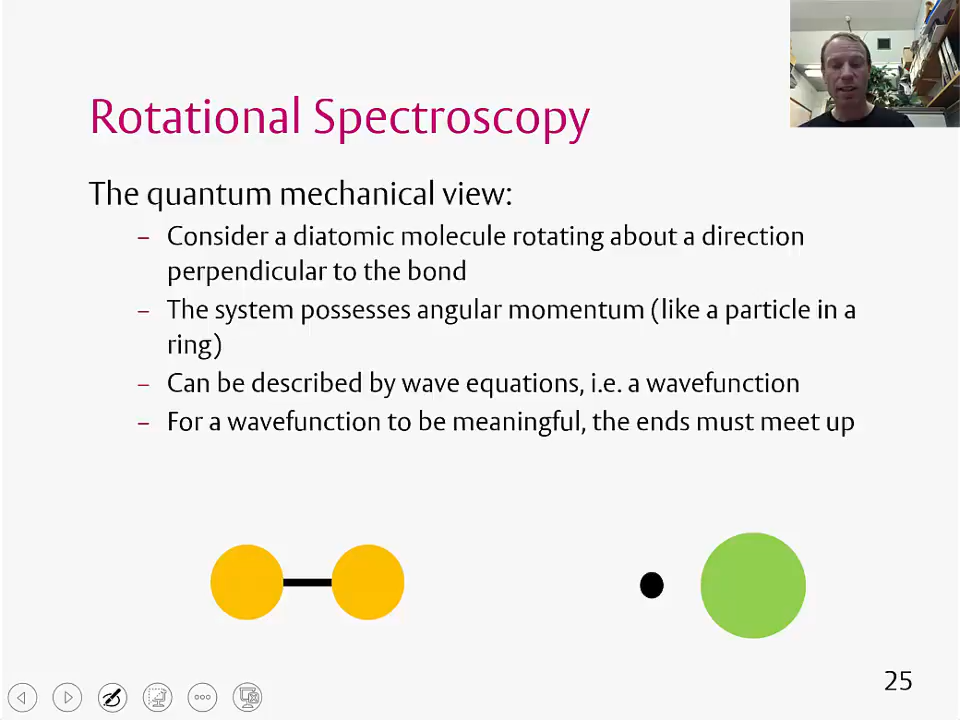 Rotational Spectroscopy
The quantum mechanical view:
– Consider a diatomic molecule rotating about a direction
perpendicular to the bond
– The system possesses angular momentum (like a particle in a
ring)
– Can be described by wave equations, i.e. a wavefunction
– For a wavefunction to be meaningful, the ends must meet up
25